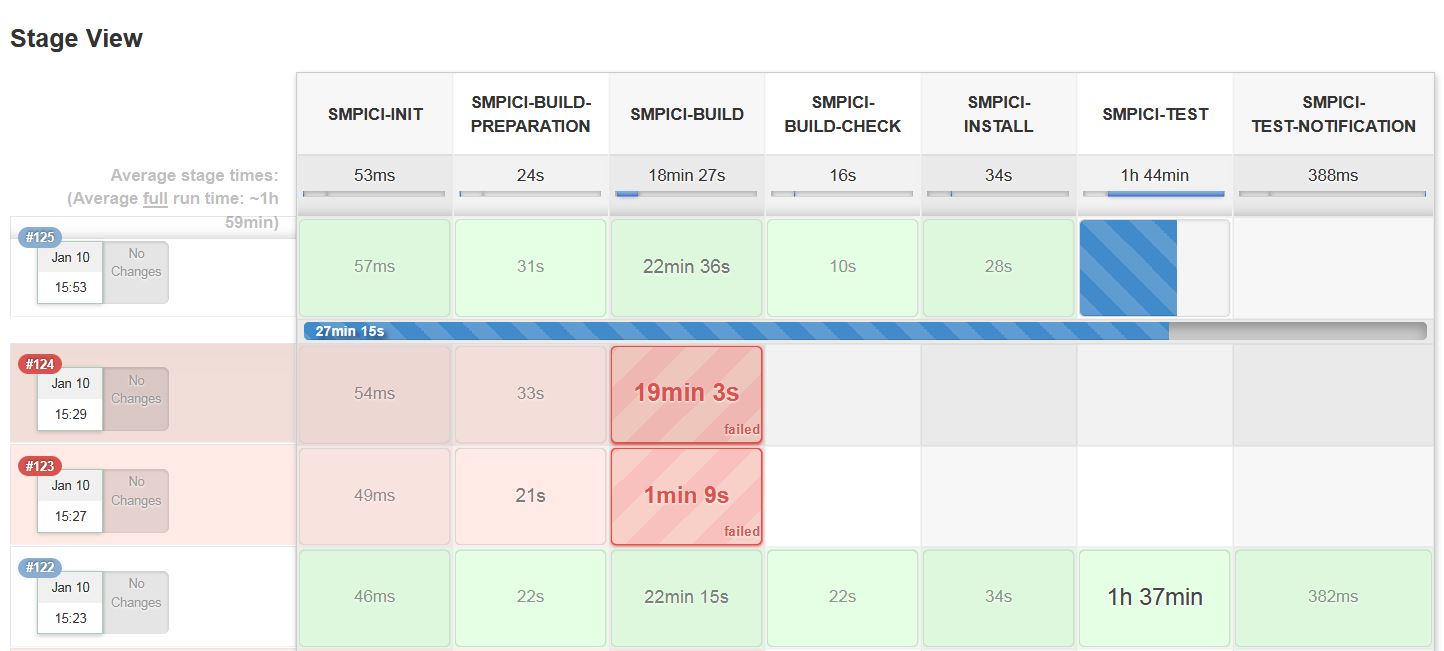 Stage View
SMPICI-INIT
SMPICI-BUILD-
PREPARATION
SMPICI-BUILD
SMPICI-
BUILD-CHECK
SMPICI-
INSTALL
SMPICI-TEST
SMPICI-
TEST-NOTIFICATION
Average stage times:
(Average full run time: ~1h
59min)
53ms
24s
18min 27s
16s
34s
1h 44min
388ms
#125
Jan 10
15:53
No
Changes
57ms
31s
22min 36s
10s
28s
27min 15s
#124
Jan 10
15:29
No
Changes
54ms
33s
19min 3s
failed
#123
Jan 10
15:27
No
Changes
49ms
21s
1min 9s
failed
#122
Jan 10
15:23
No
Changes
46ms
22s
22min 15s
22s
34s
1h 37min
382ms